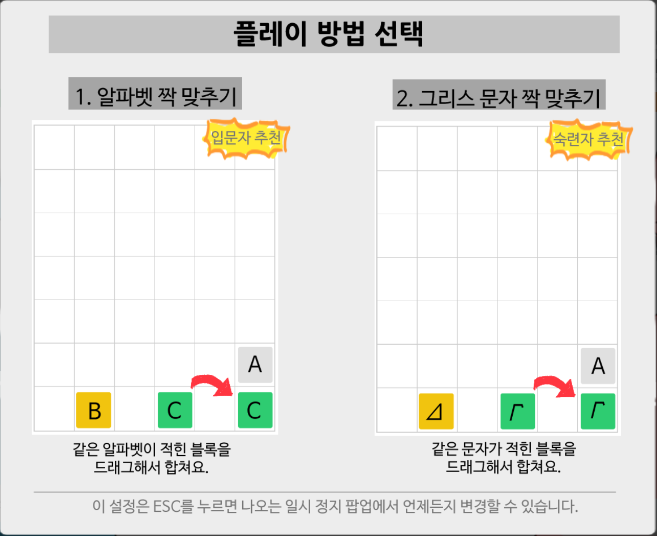 플레이 방법 선택
1. 알파벳 짝 맞추기
입문자 추천
A
B
C
C
같은 알파벳이 적힌 블록을
드래그해서 합쳐요.
2. 그리스 문자 짝 맞추기
숙련자 추천
A
⊿
Γ
Γ
같은 문자가 적힌 블록을
드래그해서 합쳐요.
이 설정은 ESC를 누르면 나오는 일시 정지 팝업에서 언제든지 변경할 수 있습니다.